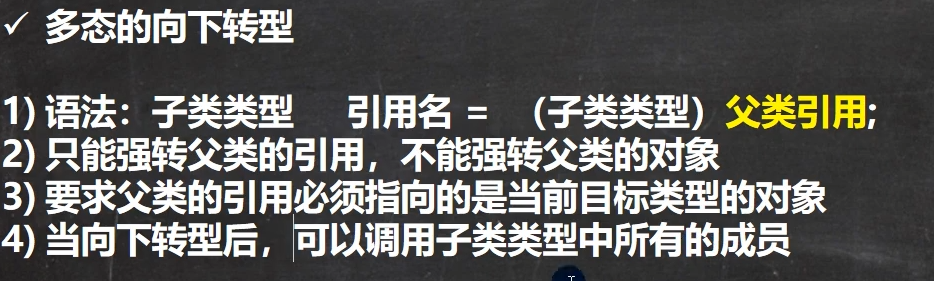 ✓ 多态的向下转型
1) 语法：子类类型 引用名 = （子类类型）父类引用;
2) 只能强转父类的引用，不能强转父类的对象
3) 要求父类的引用必须指向的是当前目标类型的对象
4) 当向下转型后，可以调用子类类型中所有的成员